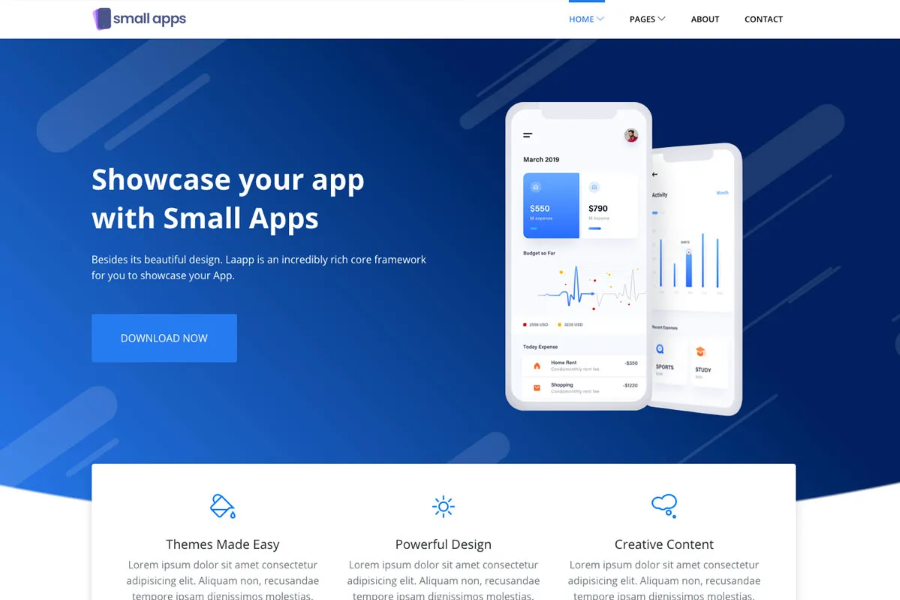 small apps
HOME
PAGES
ABOUT
CONTACT
Showcase your app
with Small Apps
Besides its beautiful design. Laapp is an incredibly rich core framework
for you to showcase your App.
DOWNLOAD NOW
March 2019
$550
$790
Budget so Far
Today Expense
Home Rent
-$350
Shopping
-$1220
Activity
Month
Recent Expenses
SPORTS
STUDY
Themes Made Easy
Lorem ipsum dolor sit amet consectetur
adipisicing elit. Aliquam non, recusandae
tempore ipsam dignissimos molestias.
Powerful Design
Lorem ipsum dolor sit amet consectetur
adipisicing elit. Aliquam non, recusandae
tempore ipsam dignissimos molestias.
Creative Content
Lorem ipsum dolor sit amet consectetur
adipisicing elit. Aliquam non, recusandae
tempore ipsam dignissimos molestias.